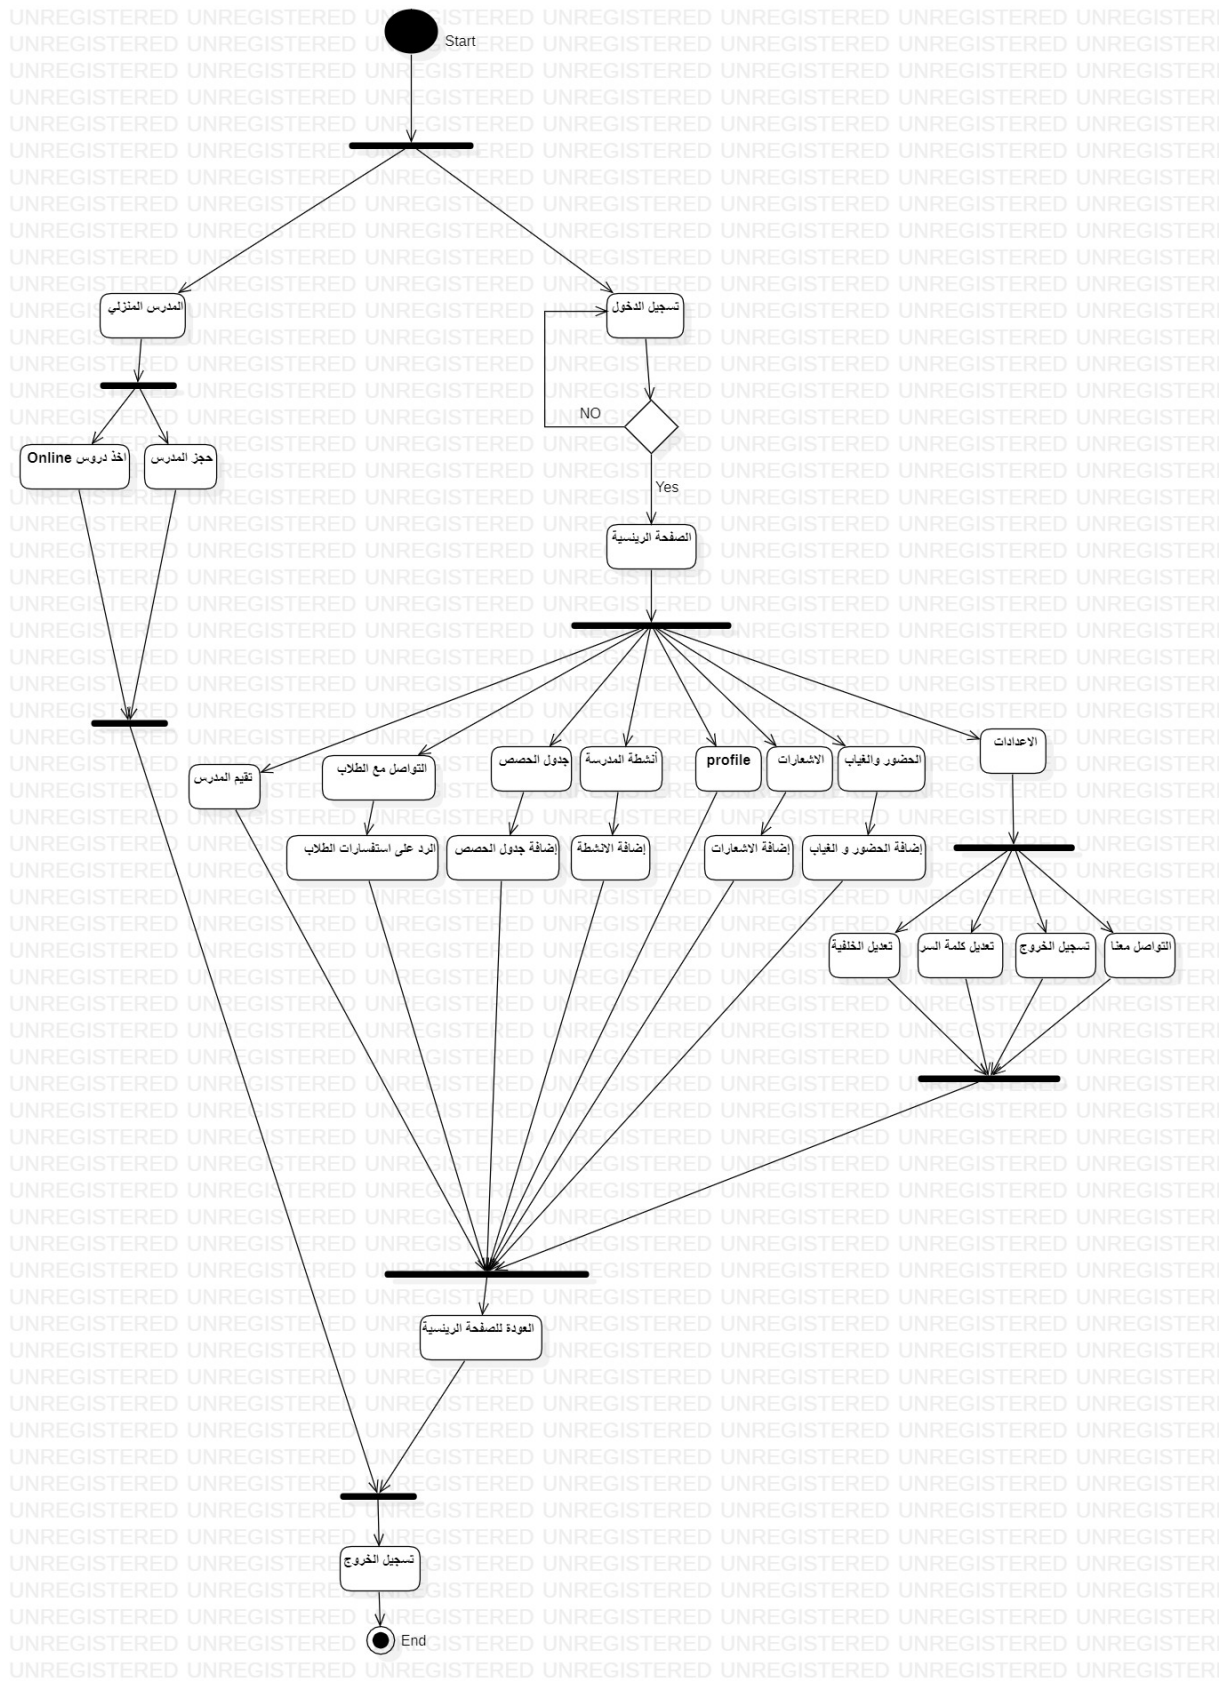 Start
المدرس المنزلي
تسجيل الدخول
NO
اخذ دروس Online
حجز المدرس
Yes
الصفحة الرئيسية
الاعدادات
تقيم المدرس
التواصل مع الطلاب
جدول الحصص
أنشطة المدرسة
profile
الاشعارات
الحضور والغياب
الرد على استفسارات الطلاب
إضافة جدول الحصص
إضافة الانشطة
إضافة الاشعارات
إضافة الحضور و الغياب
تعديل الخلفية
تعديل كلمة السر
تسجيل الخروج
التواصل معنا
العودة للصفحة الرئيسية
تسجيل الخروج
End
UNREGISTERED